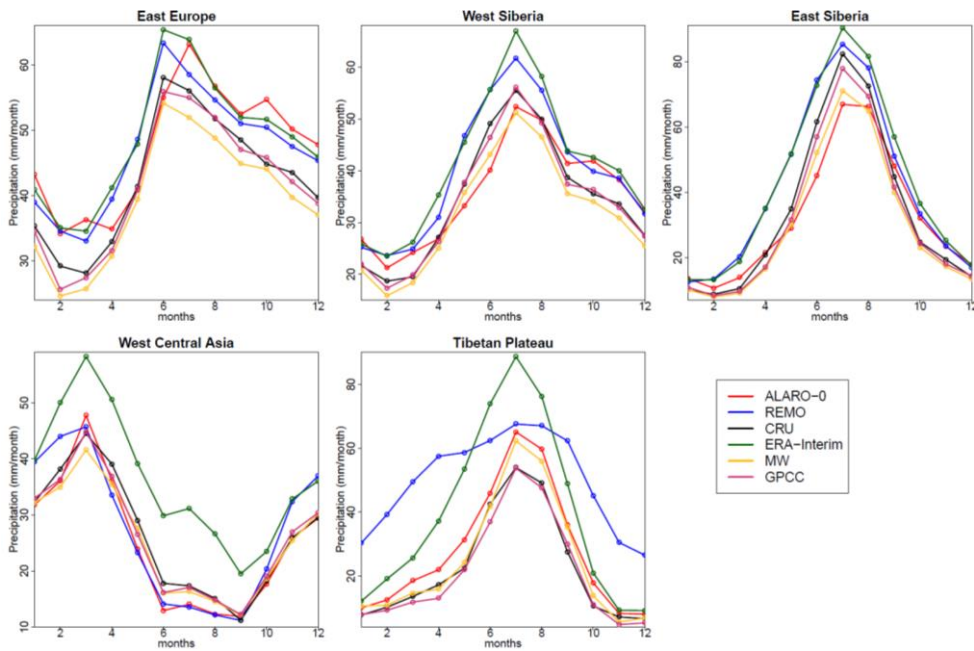 East Europe
Precipitation (mm/month)
60
50
40
30
2 4 6 8 10 12
months
West Siberia
Precipitation (mm/month)
60
50
40
30
20
2 4 6 8 10 12
months
East Siberia
Precipitation (mm/month)
80
60
40
20
2 4 6 8 10 12
months
West Central Asia
Precipitation (mm/month)
50
40
30
20
10
2 4 6 8 10 12
months
Tibetan Plateau
Precipitation (mm/month)
80
60
40
20
2 4 6 8 10 12
months
ALARO−0
REMO
CRU
ERA−Interim
MW
GPCC